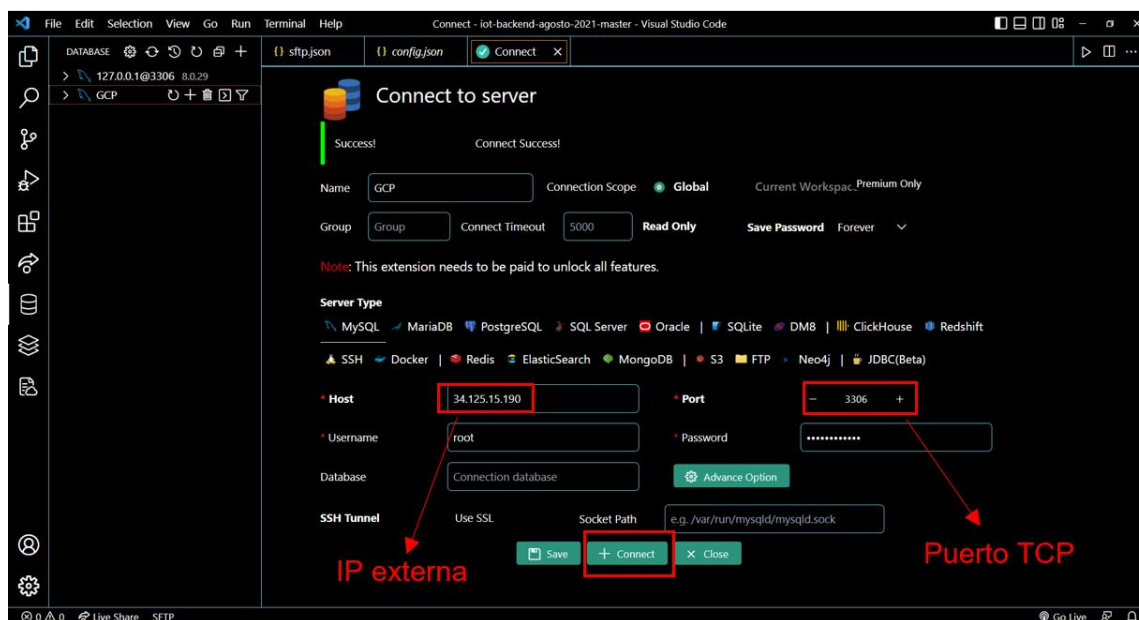 File Edit Selection View Go Run Terminal Help Connect - iot-backend-agosto-2021-master - Visual Studio Code
DATABASE {} sftp.json {} config.json Connect
127.0.0.1@3306 8.0.29
GCP
Connect to server
Success! Connect Success!
Name GCP Connection Scope Global Current Workspac Premium Only
Group Group Connect Timeout 5000 Read Only Save Password Forever
Note: This extension needs to be paid to unlock all features.
Server Type
MySQL MariaDB PostgreSQL SQL Server Oracle | SQLite DM8 | ClickHouse Redshift
SSH Docker | Redis ElasticSearch MongoDB | S3 FTP Neo4j | JDBC(Beta)
* Host 34.125.15.190 * Port − 3306 +
* Username root * Password ••••••••••••
Database Connection database Advance Option
SSH Tunnel Use SSL Socket Path e.g. /var/run/mysqld/mysqld.sock
Save + Connect × Close
IP externa
Puerto TCP
0 0 Live Share SFTP Go Live